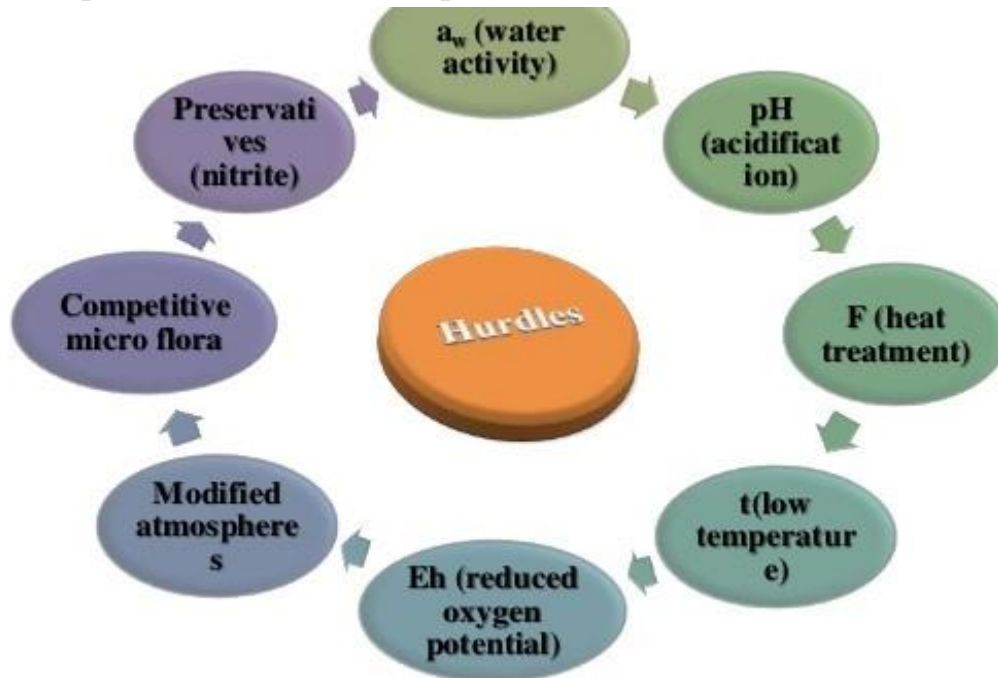 a_w (water
activity)
pH
(acidificat
ion)
F (heat
treatment)
t(low
temperatur
e)
Eh (reduced
oxygen
potential)
Modified
atmosphere
s
Competitive
micro flora
Preservati
ves
(nitrite)
Hurdles